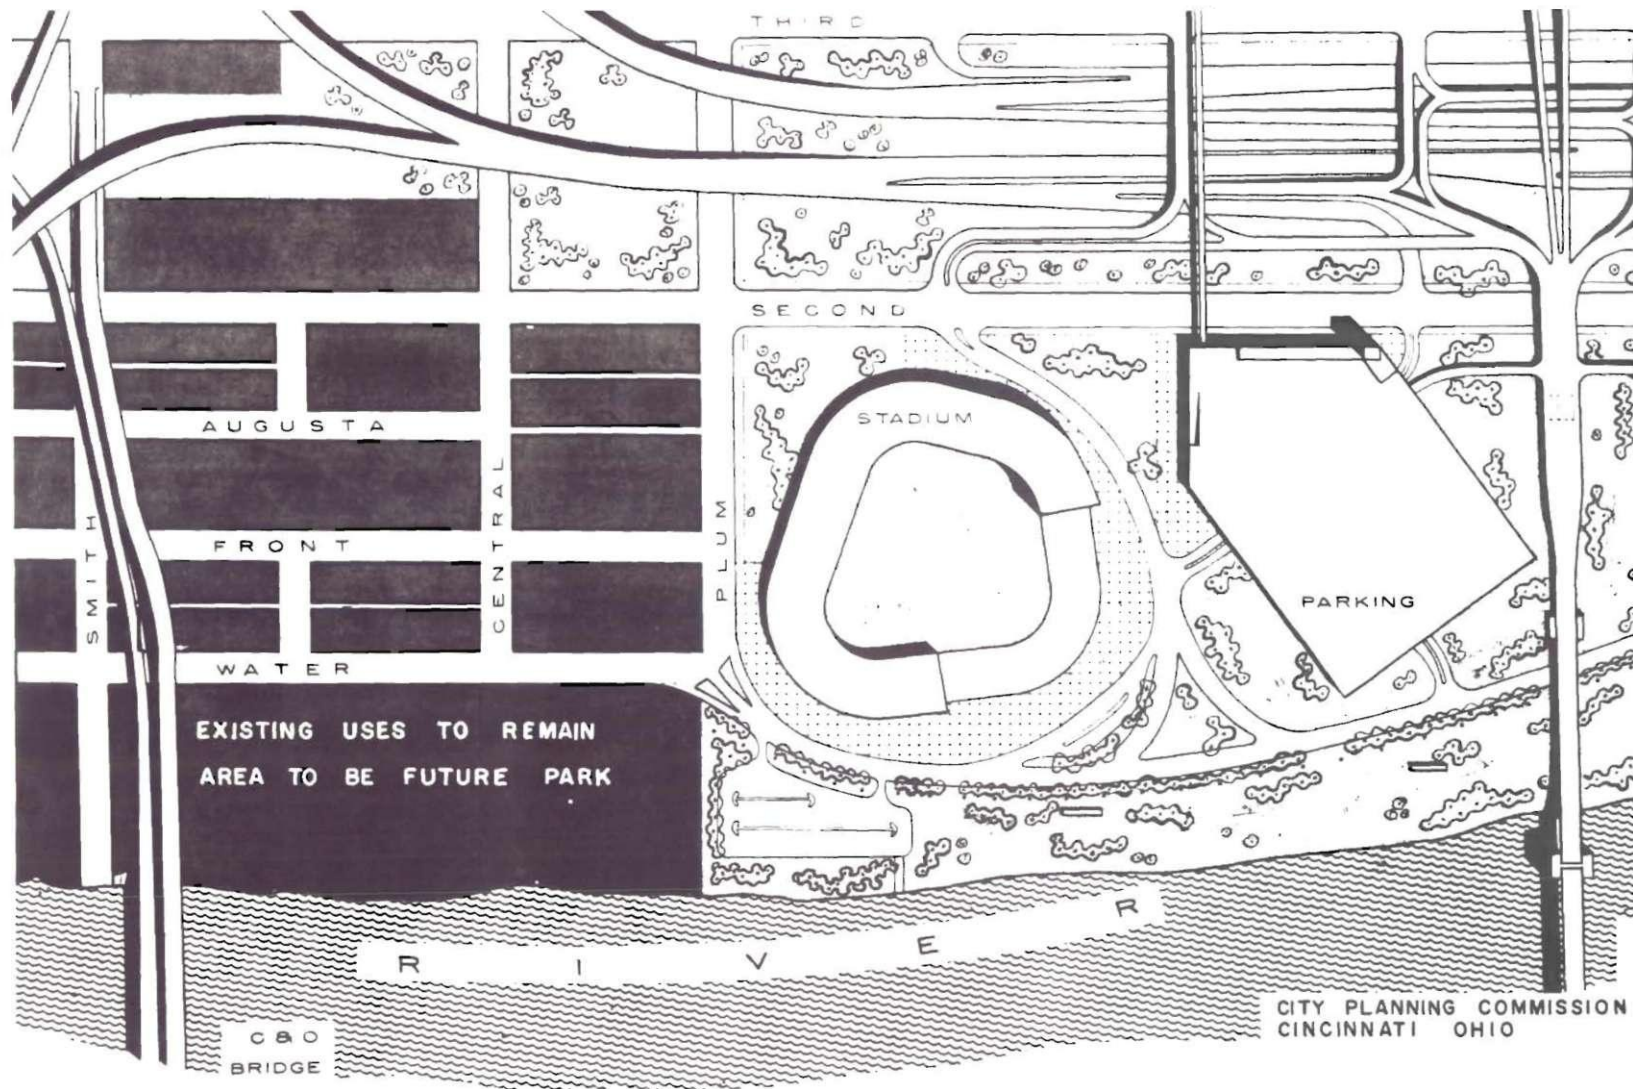 THIRD
SECOND
STADIUM
AUGUSTA
CENTRAL
SMITH
FRONT
PLUM
PARKING
WATER
EXISTING USES TO REMAIN
AREA TO BE FUTURE PARK
RIVER
CITY PLANNING COMMISSION
CINCINNATI OHIO
C & O
BRIDGE